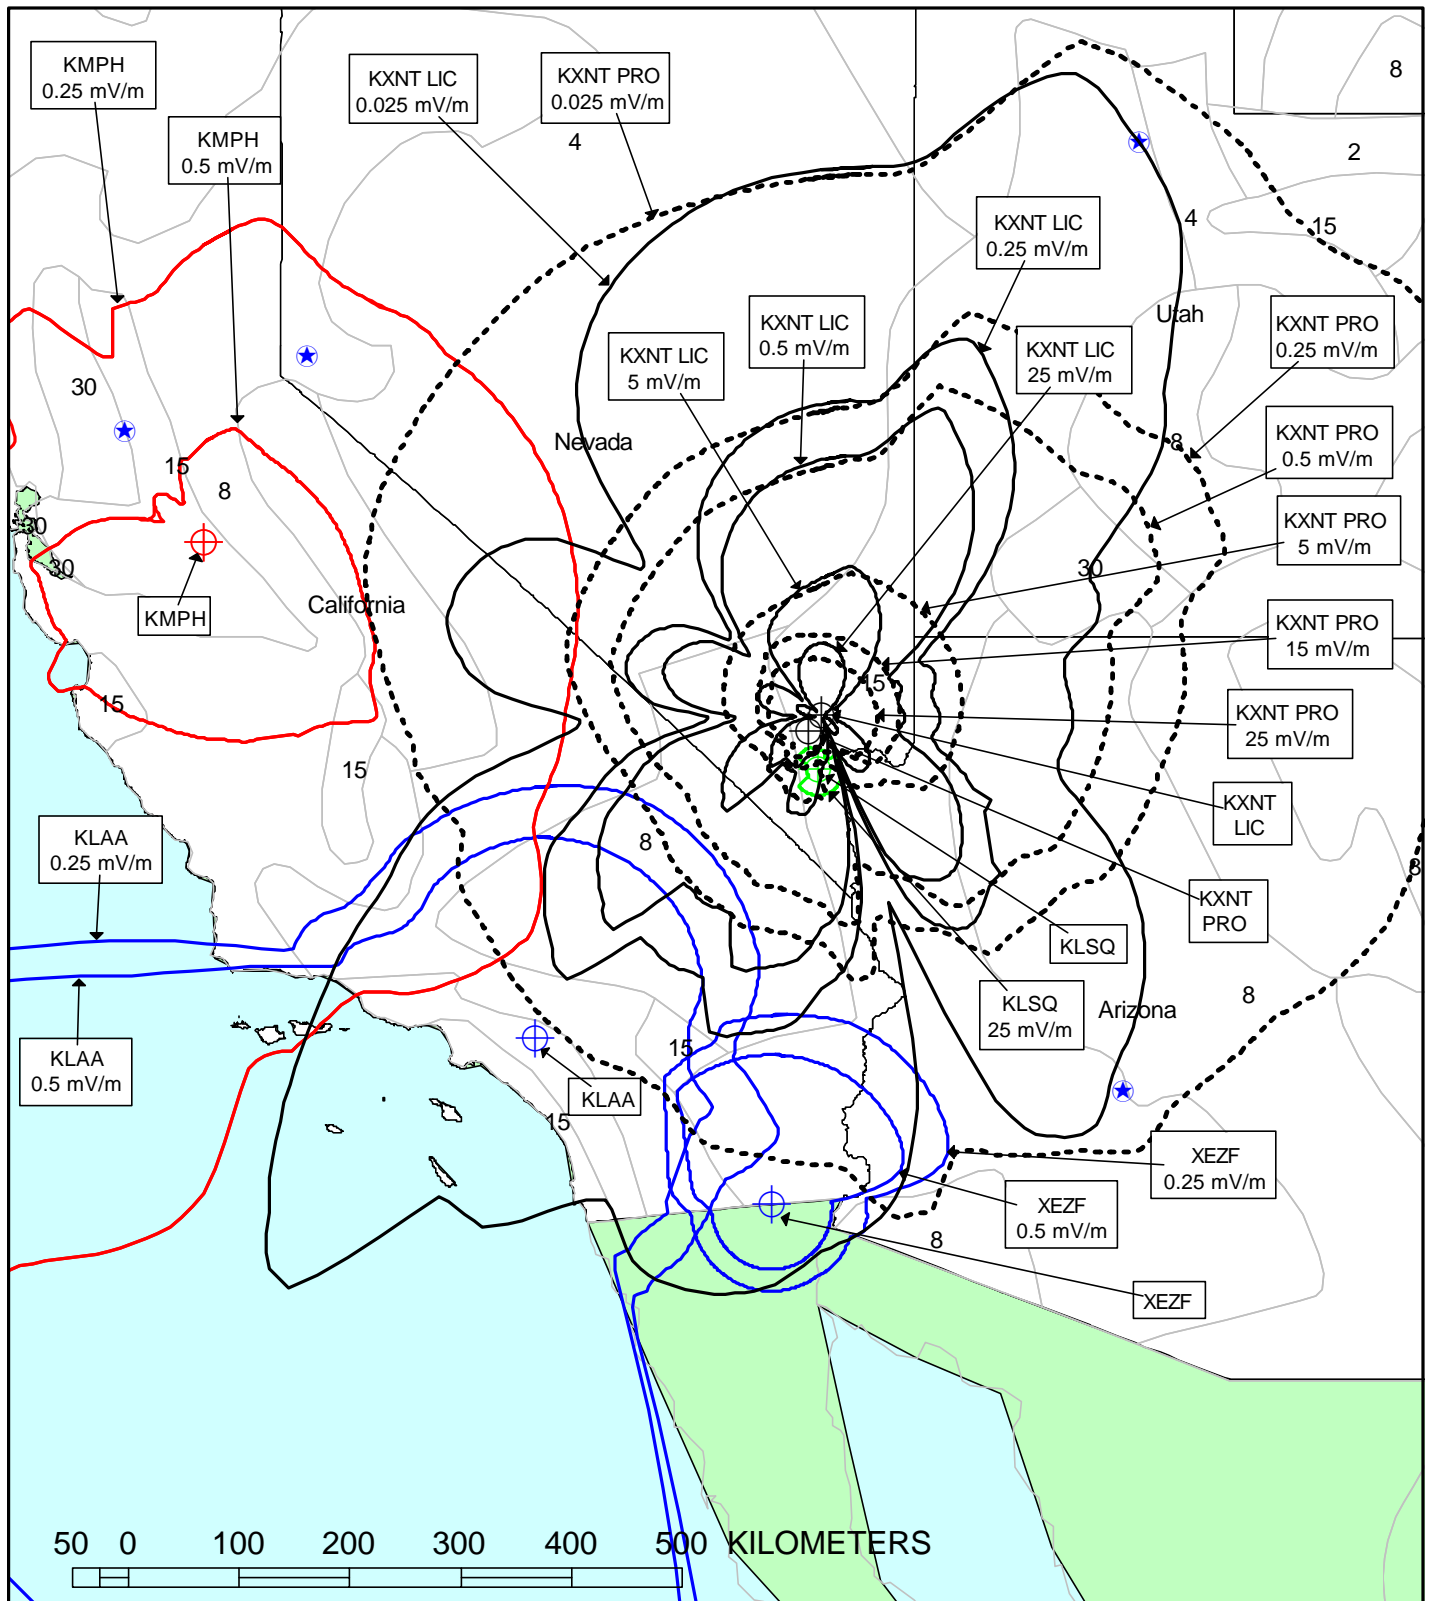 KMPH
0.25 mV/m
KMPH
0.5 mV/m
KXNT LIC
0.025 mV/m
KXNT PRO
0.025 mV/m
8
4
2
KXNT LIC
0.25 mV/m
4
15
Utah
KXNT LIC
5 mV/m
KXNT LIC
0.5 mV/m
KXNT LIC
25 mV/m
KXNT PRO
0.25 mV/m
30
Nevada
8
KXNT PRO
0.5 mV/m
15
8
KXNT PRO
5 mV/m
30
30
30
California
KMPH
KXNT PRO
15 mV/m
15
15
KXNT PRO
25 mV/m
15
KXNT
LIC
KLAA
0.25 mV/m
8
8
KXNT
PRO
KLSQ
KLSQ
25 mV/m
8
Arizona
KLAA
0.5 mV/m
15
KLAA
15
XEZF
0.25 mV/m
XEZF
0.5 mV/m
8
XEZF
50 0 100 200 300 400 500 KILOMETERS